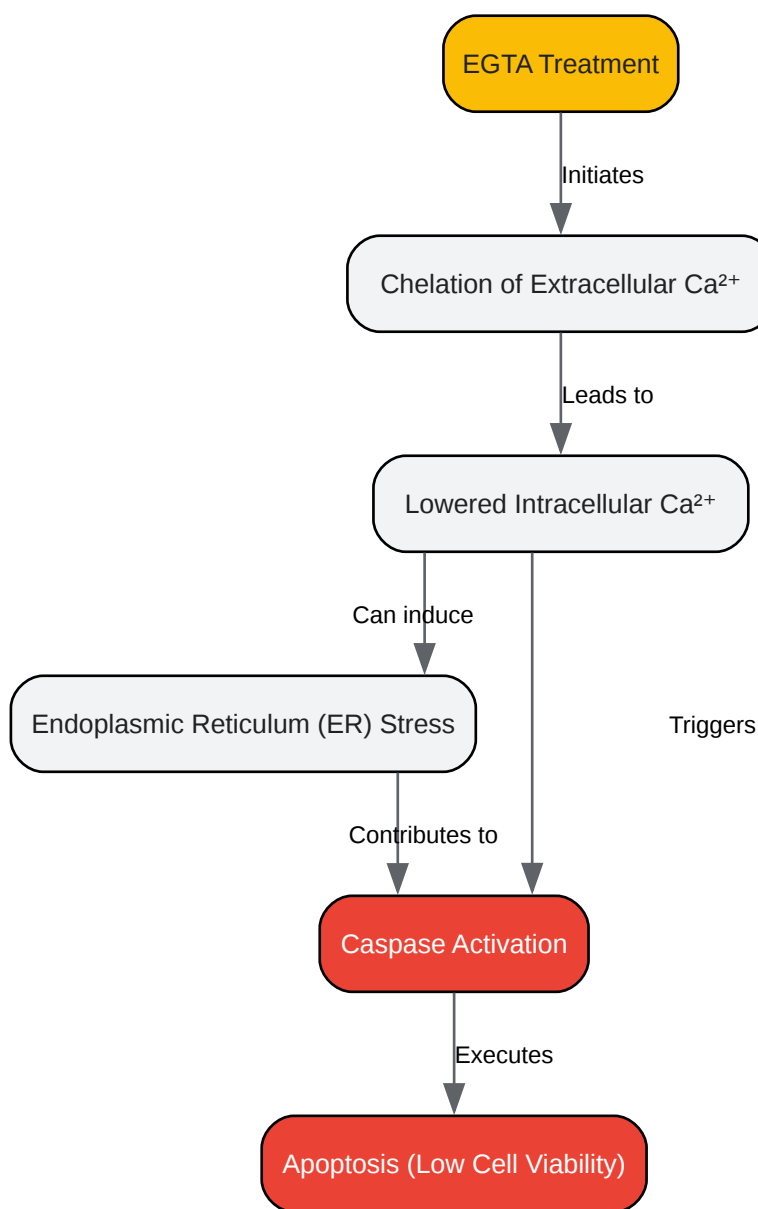 EGTA Treatment
Initiates
Chelation of Extracellular Ca²⁺
Leads to
Lowered Intracellular Ca²⁺
Can induce
Endoplasmic Reticulum (ER) Stress
Triggers
Contributes to
Caspase Activation
Executes
Apoptosis (Low Cell Viability)